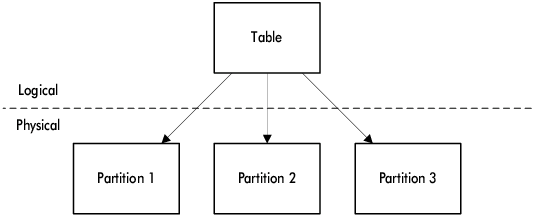 Table
Logical
Physical
Partition 1
Partition 2
Partition 3